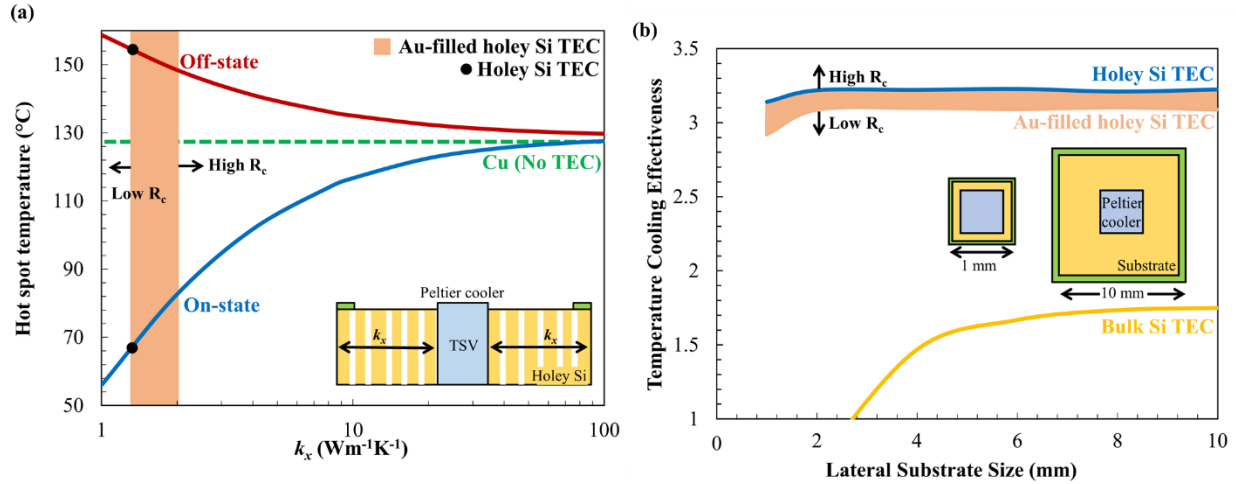 (a)
Hot spot temperature (°C)
150
130
110
90
70
50
Off-state
Au-filled holey Si TEC
Holey Si TEC
Cu (No TEC)
High Rc
Low Rc
On-state
Peltier cooler
TSV
kx
kx
Holey Si
1
10
100
kx (Wm-1K-1)
(b)
Temperature Cooling Effectiveness
3.5
3
2.5
2
1.5
1
High Rc
Holey Si TEC
Low Rc
Au-filled holey Si TEC
Peltier
cooler
Substrate
1 mm
10 mm
Bulk Si TEC
0
2
4
6
8
10
Lateral Substrate Size (mm)